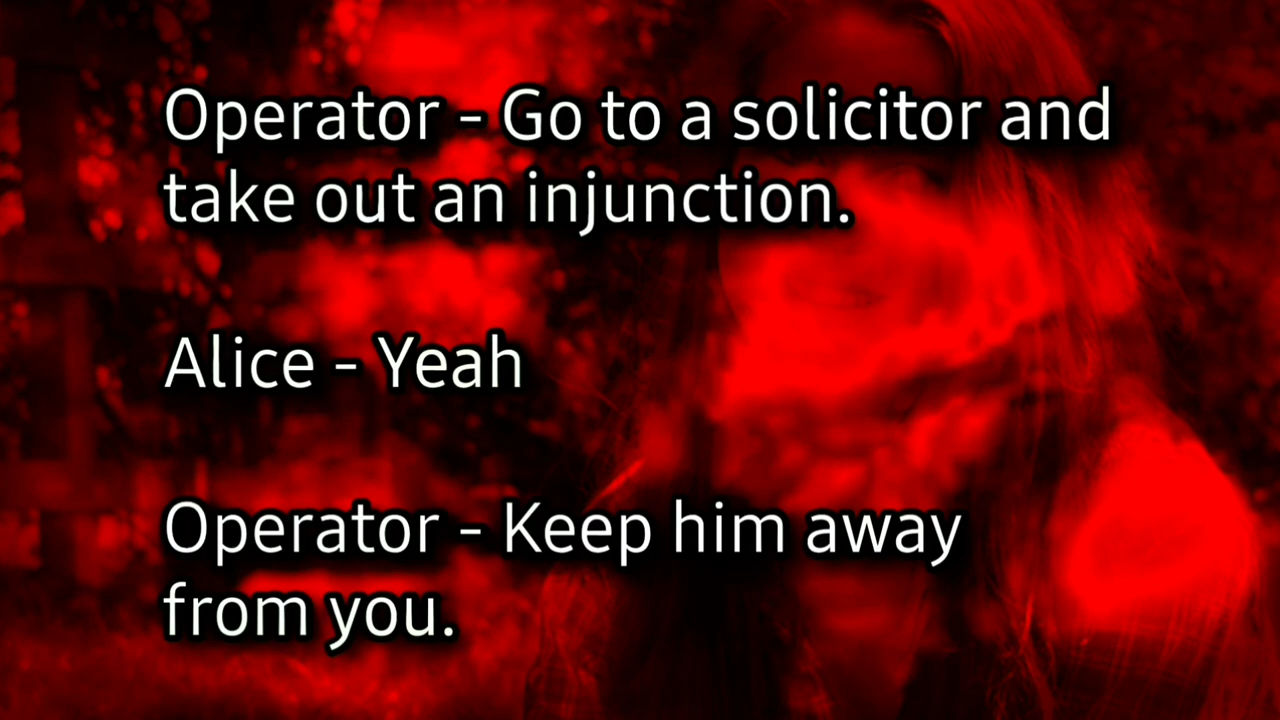 Operator - Go to a solicitor and
take out an injunction.
Alice - Yeah
Operator - Keep him away
from you.